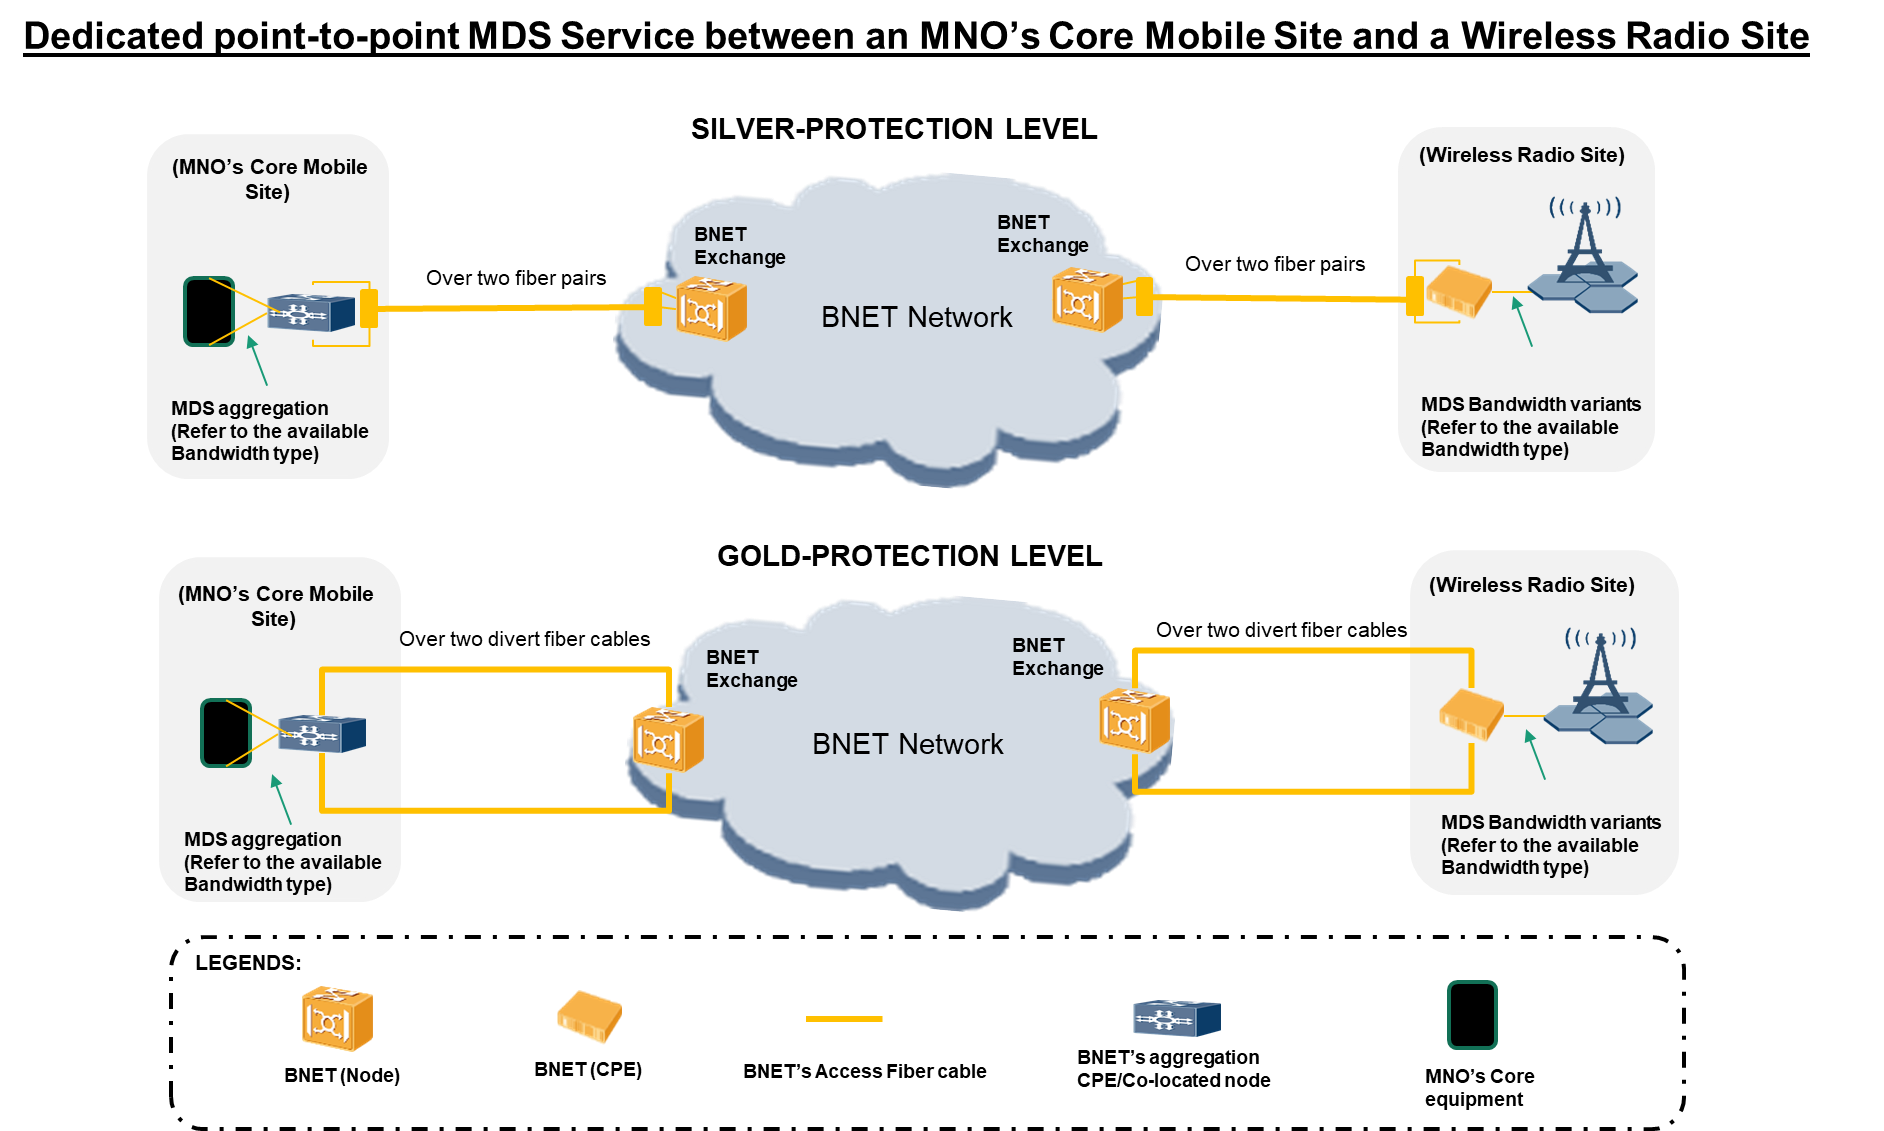 Dedicated point-to-point MDS Service between an MNO’s Core Mobile Site and a Wireless Radio Site
SILVER-PROTECTION LEVEL
(MNO’s Core Mobile
Site)
(Wireless Radio Site)
BNET
Exchange
BNET
Exchange
Over two fiber pairs
Over two fiber pairs
BNET Network
MDS aggregation
(Refer to the available
Bandwidth type)
MDS Bandwidth variants
(Refer to the available
Bandwidth type)
GOLD-PROTECTION LEVEL
(MNO’s Core Mobile
Site)
(Wireless Radio Site)
Over two divert fiber cables
Over two divert fiber cables
BNET
Exchange
BNET
Exchange
BNET Network
MDS aggregation
(Refer to the available
Bandwidth type)
MDS Bandwidth variants
(Refer to the available
Bandwidth type)
LEGENDS:
BNET (Node)
BNET (CPE)
BNET’s Access Fiber cable
BNET’s aggregation
CPE/Co-located node
MNO’s Core
equipment